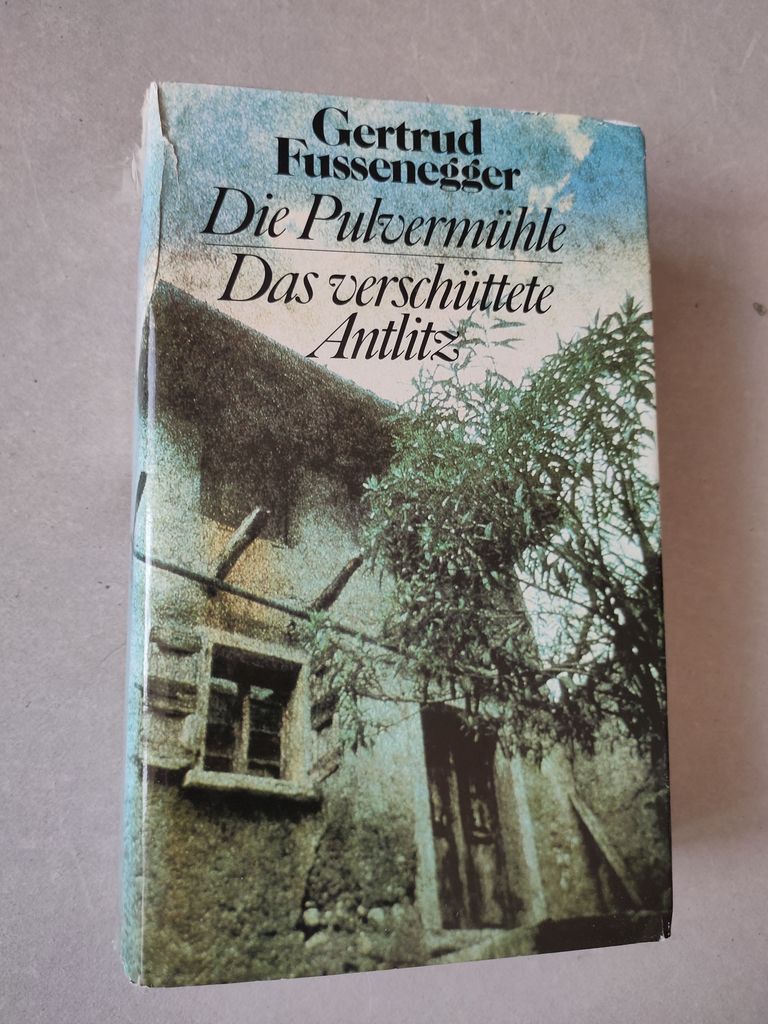 Gertrud
Fussenegger
Die Pulvermühle
Das verschüttete
Antlitz